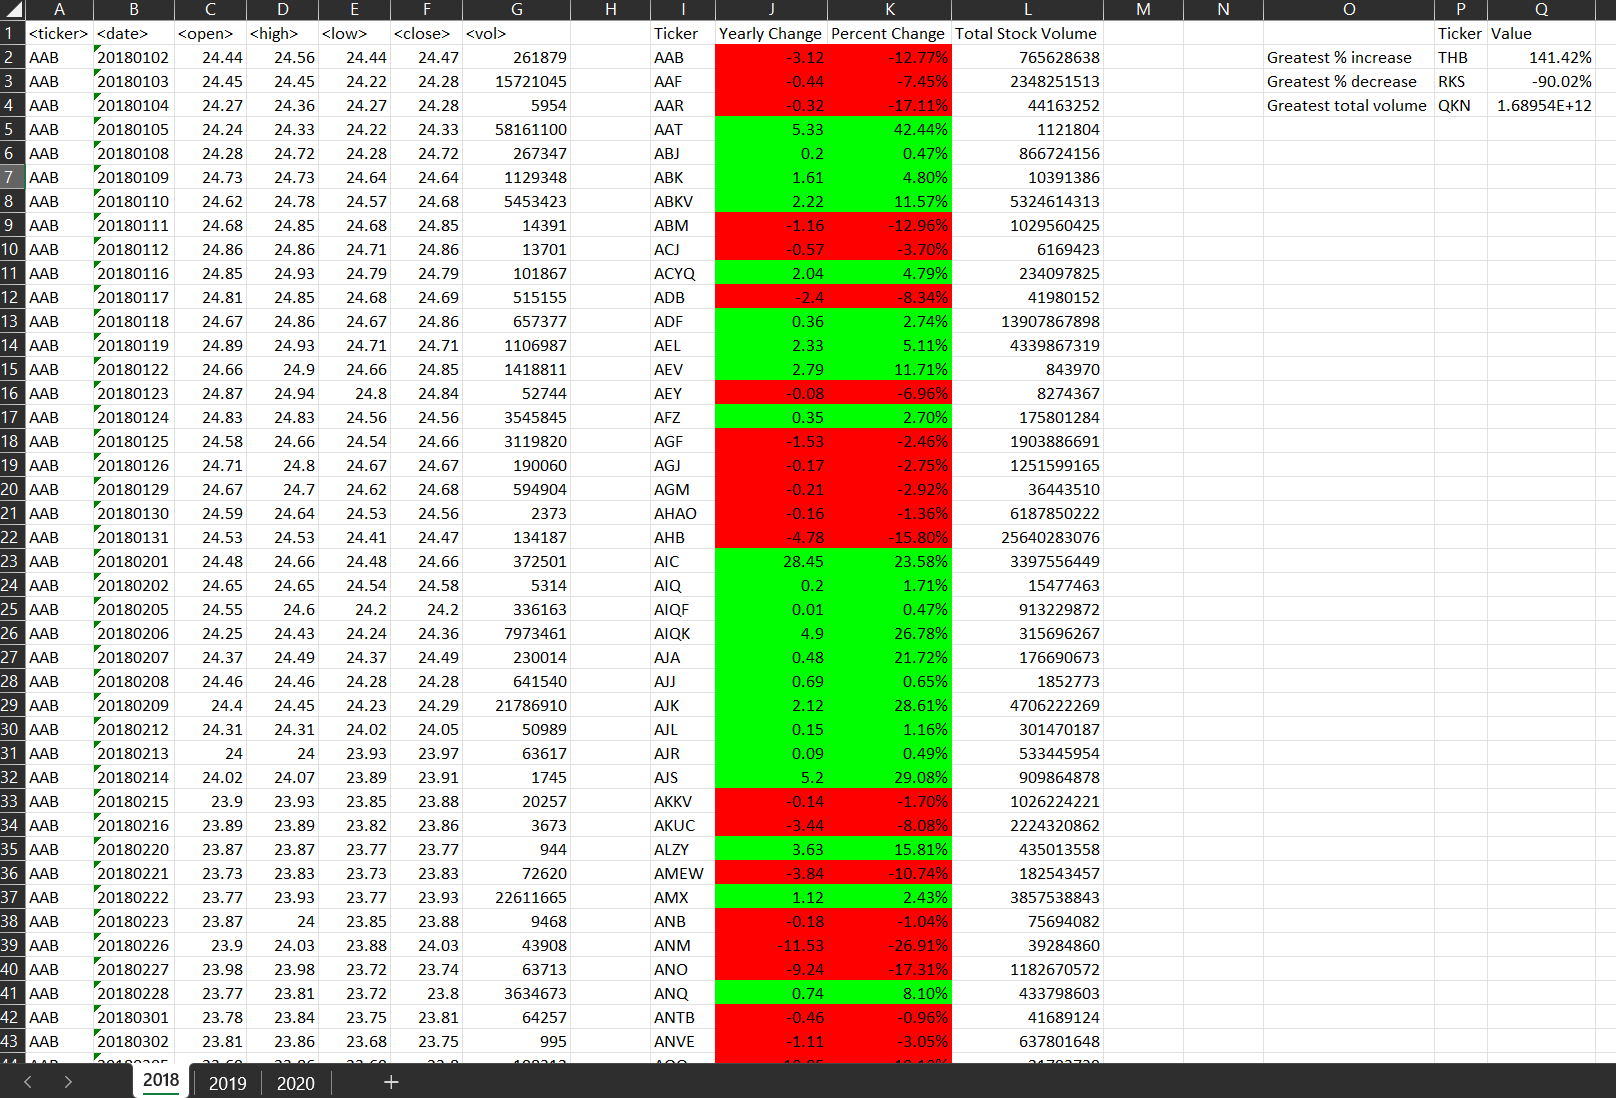 A B C D E F G H I J K L M N O P Q
1 <ticker> <date> <open> <high> <low> <close> <vol> Ticker Yearly Change Percent Change Total Stock Volume Ticker Value
2 AAB 20180102 24.44 24.56 24.44 24.47 261879 AAB -3.12 -12.77% 765628638 Greatest % increase THB 141.42%
3 AAB 20180103 24.45 24.45 24.22 24.28 15721045 AAF -0.44 -7.45% 2348251513 Greatest % decrease RKS -90.02%
4 AAB 20180104 24.27 24.36 24.27 24.28 5954 AAR -0.32 -17.11% 44163252 Greatest total volume QKN 1.68954E+12
5 AAB 20180105 24.24 24.33 24.22 24.33 58161100 AAT 5.33 42.44% 1121804
6 AAB 20180108 24.28 24.72 24.28 24.72 267347 ABJ 0.2 0.47% 866724156
7 AAB 20180109 24.73 24.73 24.64 24.64 1129348 ABK 1.61 4.80% 10391386
8 AAB 20180110 24.62 24.78 24.57 24.68 5453423 ABKV 2.22 11.57% 5324614313
9 AAB 20180111 24.68 24.85 24.68 24.85 14391 ABM -1.16 -12.96% 1029560425
10 AAB 20180112 24.86 24.86 24.71 24.86 13701 ACJ -0.57 -3.70% 6169423
11 AAB 20180116 24.85 24.93 24.79 24.79 101867 ACYQ 2.04 4.79% 234097825
12 AAB 20180117 24.81 24.85 24.68 24.69 515155 ADB -2.4 -8.34% 41980152
13 AAB 20180118 24.67 24.86 24.67 24.86 657377 ADF 0.36 2.74% 13907867898
14 AAB 20180119 24.89 24.93 24.71 24.71 1106987 AEL 2.33 5.11% 4339867319
15 AAB 20180122 24.66 24.9 24.66 24.85 1418811 AEV 2.79 11.71% 843970
16 AAB 20180123 24.87 24.94 24.8 24.84 52744 AEY -0.08 -6.96% 8274367
17 AAB 20180124 24.83 24.83 24.56 24.56 3545845 AFZ 0.35 2.70% 175801284
18 AAB 20180125 24.58 24.66 24.54 24.66 3119820 AGF -1.53 -2.46% 1903886691
19 AAB 20180126 24.71 24.8 24.67 24.67 190060 AGJ -0.17 -2.75% 1251599165
20 AAB 20180129 24.67 24.7 24.62 24.68 594904 AGM -0.21 -2.92% 36443510
21 AAB 20180130 24.59 24.64 24.53 24.56 2373 AHAO -0.16 -1.36% 6187850222
22 AAB 20180131 24.53 24.53 24.41 24.47 134187 AHB -4.78 -15.80% 25640283076
23 AAB 20180201 24.48 24.66 24.48 24.66 372501 AIC 28.45 23.58% 3397556449
24 AAB 20180202 24.65 24.65 24.54 24.58 5314 AIQ 0.2 1.71% 15477463
25 AAB 20180205 24.55 24.6 24.2 24.2 336163 AIQF 0.01 0.47% 913229872
26 AAB 20180206 24.25 24.43 24.24 24.36 7973461 AIQK 4.9 26.78% 315696267
27 AAB 20180207 24.37 24.49 24.37 24.49 230014 AJA 0.48 21.72% 176690673
28 AAB 20180208 24.46 24.46 24.28 24.28 641540 AJJ 0.69 0.65% 1852773
29 AAB 20180209 24.4 24.45 24.23 24.29 21786910 AJK 2.12 28.61% 4706222269
30 AAB 20180212 24.31 24.31 24.02 24.05 50989 AJL 0.15 1.16% 301470187
31 AAB 20180213 24 24 23.93 23.97 63617 AJR 0.09 0.49% 533445954
32 AAB 20180214 24.02 24.07 23.89 23.91 1745 AJS 5.2 29.08% 909864878
33 AAB 20180215 23.9 23.93 23.85 23.88 20257 AKKV -0.14 -1.70% 1026224221
34 AAB 20180216 23.89 23.89 23.82 23.86 3673 AKUC -3.44 -8.08% 2224320862
35 AAB 20180220 23.87 23.87 23.77 23.77 944 ALZY 3.63 15.81% 435013558
36 AAB 20180221 23.73 23.83 23.73 23.83 72620 AMEW -3.84 -10.74% 182543457
37 AAB 20180222 23.77 23.93 23.77 23.93 22611665 AMX 1.12 2.43% 3857538843
38 AAB 20180223 23.87 24 23.85 23.88 9468 ANB -0.18 -1.04% 75694082
39 AAB 20180226 23.9 24.03 23.88 24.03 43908 ANM -11.53 -26.91% 39284860
40 AAB 20180227 23.98 23.98 23.72 23.74 63713 ANO -9.24 -17.31% 1182670572
41 AAB 20180228 23.77 23.81 23.72 23.8 3634673 ANQ 0.74 8.10% 433798603
42 AAB 20180301 23.78 23.84 23.75 23.81 64257 ANTB -0.46 -0.96% 41689124
43 AAB 20180302 23.81 23.86 23.68 23.75 995 ANVE -1.11 -3.05% 637801648
2018 2019 2020